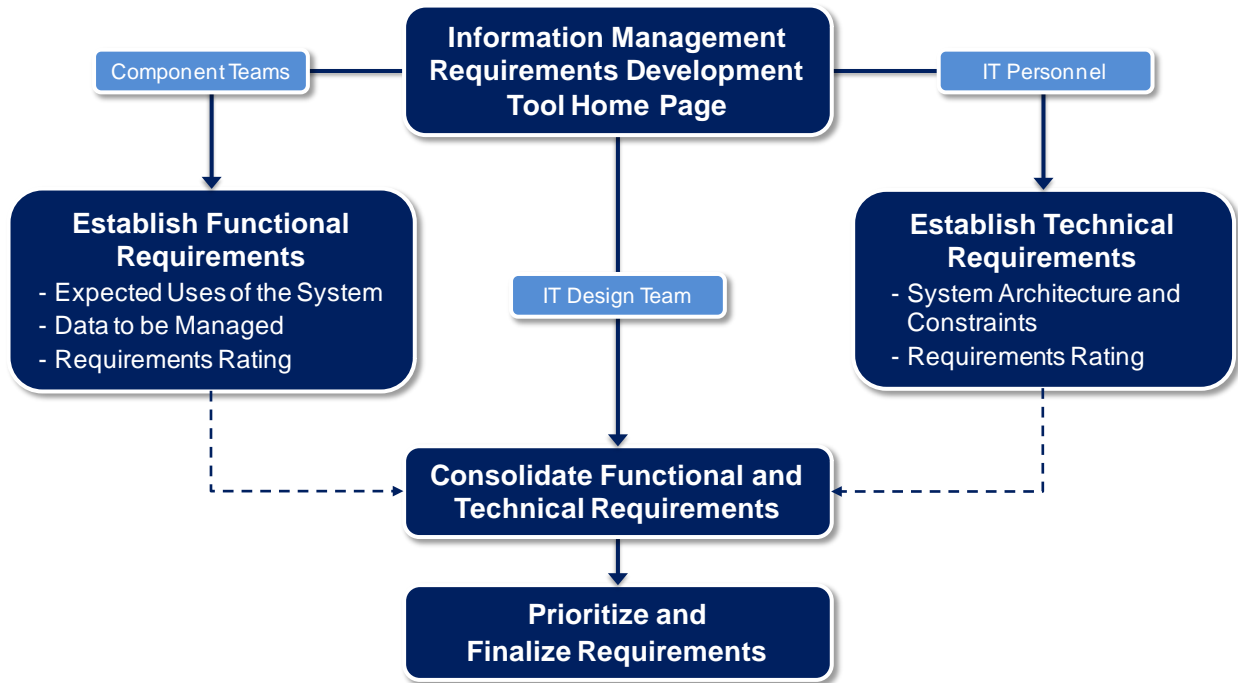 Information Management
Requirements Development
Tool Home Page
Component Teams
IT Personnel
Establish Functional
Requirements
- Expected Uses of the System
- Data to be Managed
- Requirements Rating
IT Design Team
Establish Technical
Requirements
- System Architecture and
Constraints
- Requirements Rating
Consolidate Functional and
Technical Requirements
Prioritize and
Finalize Requirements